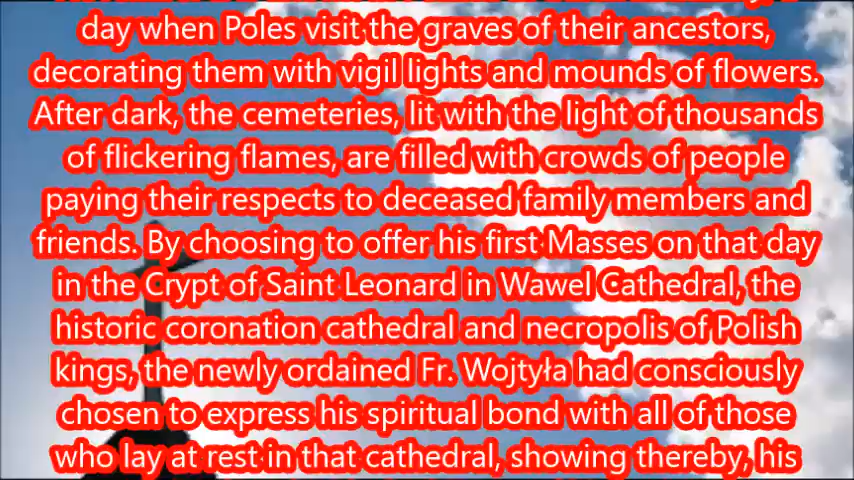 day when Poles visit the graves of their ancestors,
decorating them with vigil lights and mounds of flowers.
After dark, the cemeteries, lit with the light of thousands
of flickering flames, are filled with crowds of people
paying their respects to deceased family members and
friends. By choosing to offer his first Masses on that day
in the Crypt of Saint Leonard in Wawel Cathedral, the
historic coronation cathedral and necropolis of Polish
kings, the newly ordained Fr. Wojtyła had consciously
chosen to express his spiritual bond with all of those
who lay at rest in that cathedral, showing thereby, his